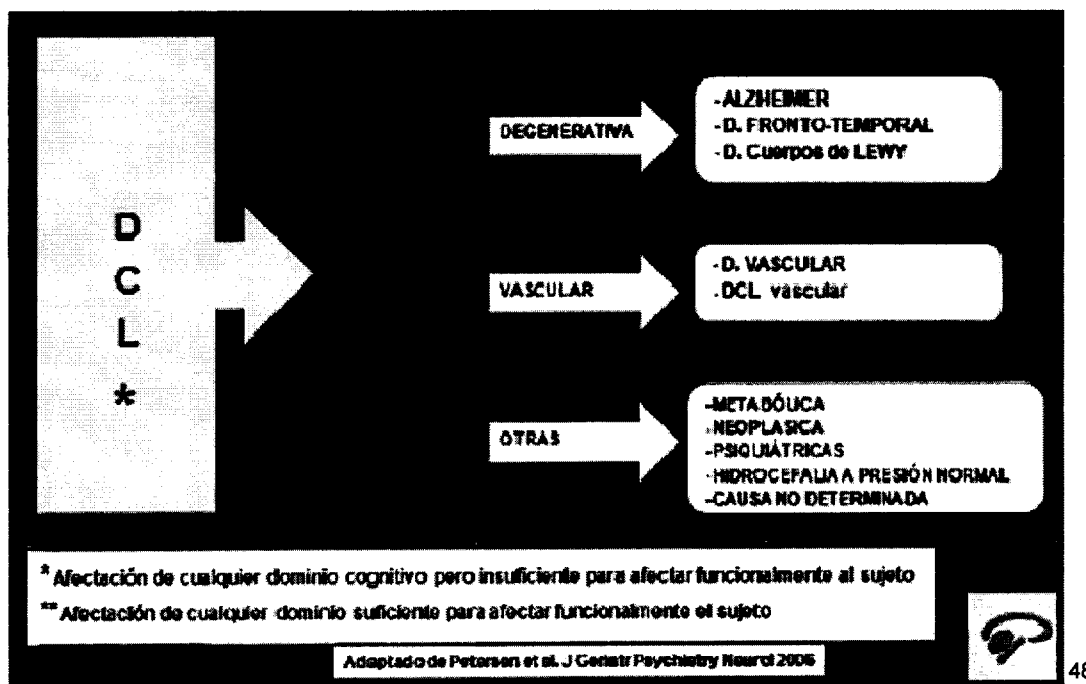 D
C
L
*
DEGENERATIVA
-ALZHEIMER
-D. FRONTO-TEMPORAL
-D. Cuerpos de LEWY
VASCULAR
-D. VASCULAR
-DCL vascular
OTRAS
-METABÓLICA
-NEOPLASICA
-PSIQUIÁTRICAS
-HIDROCEFALIA A PRESIÓN NORMAL
-CAUSA NO DETERMINADA
* Afectación de cualquier dominio cognitivo pero insuficiente para afectar funcionalmente al sujeto
** Afectación de cualquier dominio suficiente para afectar funcionalmente el sujeto
Adaptado de Petersen et al. J Geriatr Psychiatry Neurol 2006
48